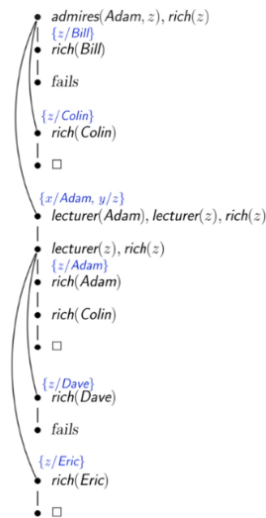 admires(Adam, z), rich(z)
{z/Bill}
rich(Bill)
fails
{z/Colin}
rich(Colin)
□
{x/Adam, y/z}
lecturer(Adam), lecturer(z), rich(z)
lecturer(z), rich(z)
{z/Adam}
rich(Adam)
rich(Colin)
□
{z/Dave}
rich(Dave)
fails
{z/Eric}
rich(Eric)
□